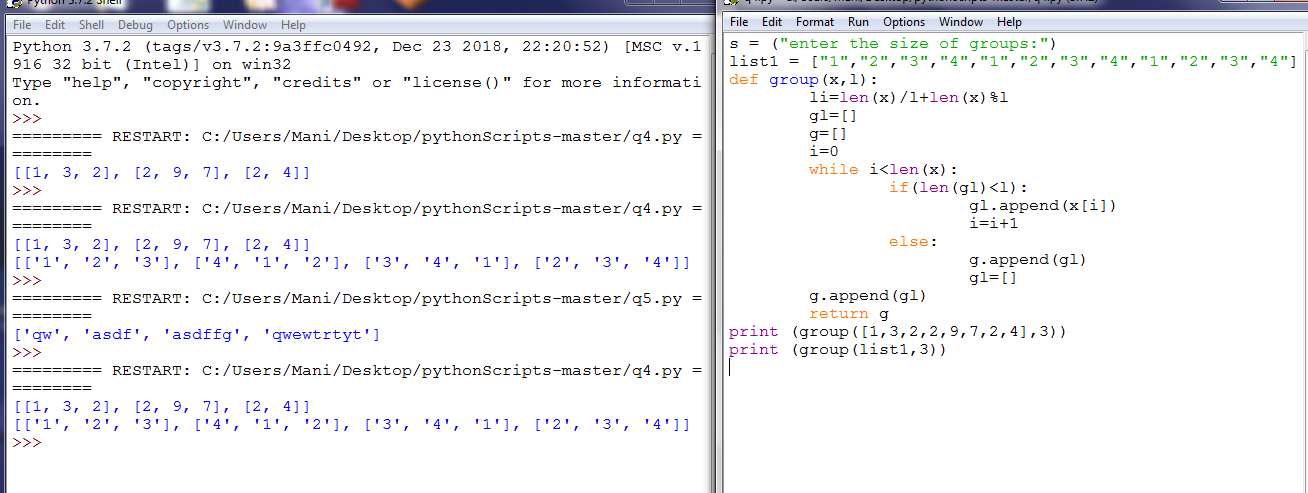 Python 3.7.2 Shell
File Edit Shell Debug Options Window Help
Python 3.7.2 (tags/v3.7.2:9a3ffc0492, Dec 23 2018, 22:20:52) [MSC v.1
916 32 bit (Intel)] on win32
Type "help", "copyright", "credits" or "license()" for more informati
on.
>>>
========= RESTART: C:/Users/Mani/Desktop/pythonScripts-master/q4.py =
========
[[1, 3, 2], [2, 9, 7], [2, 4]]
>>>
========= RESTART: C:/Users/Mani/Desktop/pythonScripts-master/q4.py =
========
[[1, 3, 2], [2, 9, 7], [2, 4]]
[['1', '2', '3'], ['4', '1', '2'], ['3', '4', '1'], ['2', '3', '4']]
>>>
========= RESTART: C:/Users/Mani/Desktop/pythonScripts-master/q5.py =
========
['qw', 'asdf', 'asdffg', 'qwewtrtyt']
>>>
========= RESTART: C:/Users/Mani/Desktop/pythonScripts-master/q4.py =
========
[[1, 3, 2], [2, 9, 7], [2, 4]]
[['1', '2', '3'], ['4', '1', '2'], ['3', '4', '1'], ['2', '3', '4']]
>>>
File Edit Format Run Options Window Help
s = ("enter the size of groups:")
list1 = ["1","2","3","4","1","2","3","4","1","2","3","4"]
def group(x,l):
li=len(x)/l+len(x)%l
gl=[]
g=[]
i=0
while i<len(x):
if(len(gl)<l):
gl.append(x[i])
i=i+1
else:
g.append(gl)
gl=[]
g.append(gl)
return g
print (group([1,3,2,2,9,7,2,4],3))
print (group(list1,3))